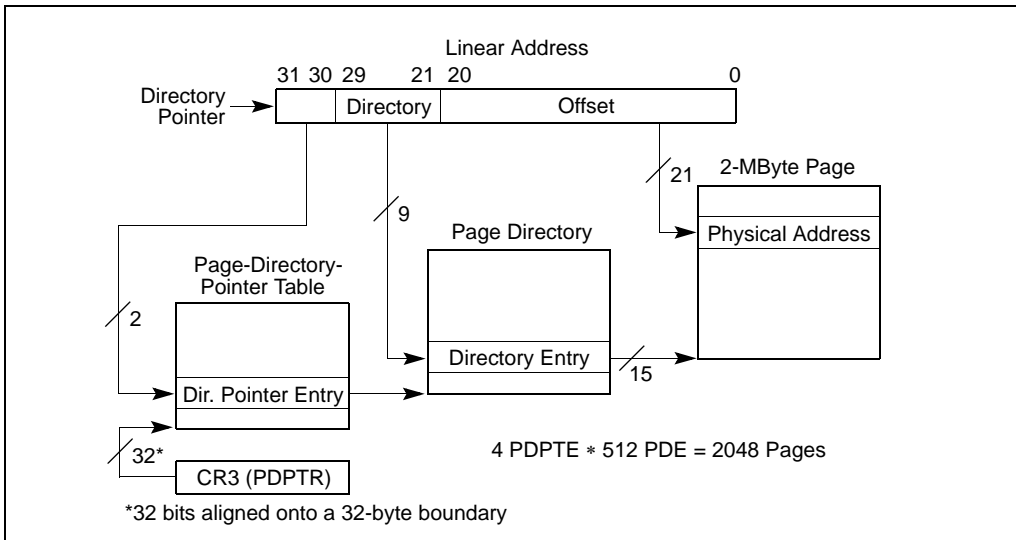 Linear Address
31 30 29 21 20 0
Directory
Pointer
Directory
Offset
21
2-MByte Page
Physical Address
9
Page Directory
Directory Entry
15
Page-Directory-
Pointer Table
2
Dir. Pointer Entry
32*
CR3 (PDPTR)
4 PDPTE * 512 PDE = 2048 Pages
*32 bits aligned onto a 32-byte boundary